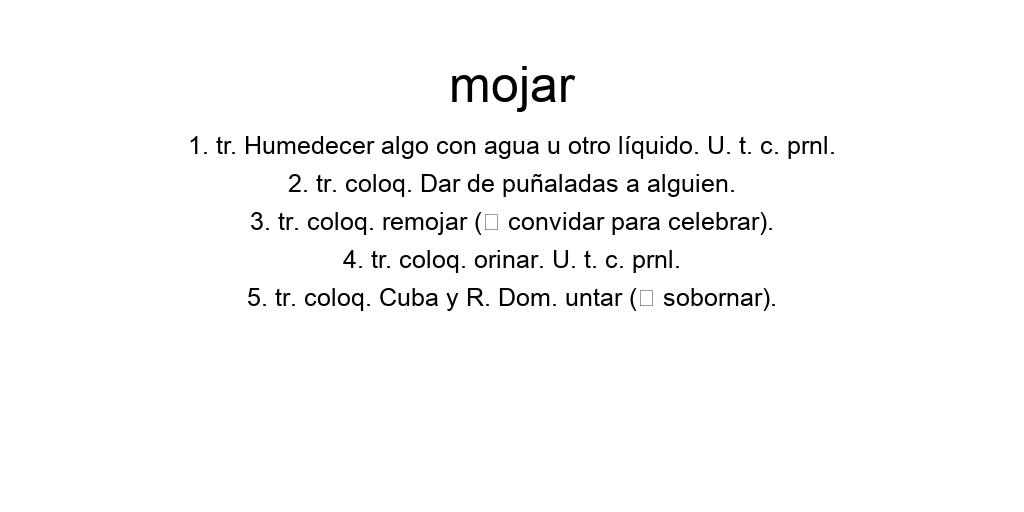 mojar
1. tr. Humedecer algo con agua u otro líquido. U. t. c. prnl.
2. tr. coloq. Dar de puñaladas a alguien.
3. tr. coloq. remojar (▯ convidar para celebrar).
4. tr. coloq. orinar. U. t. c. prnl.
5. tr. coloq. Cuba y R. Dom. untar (▯ sobornar).